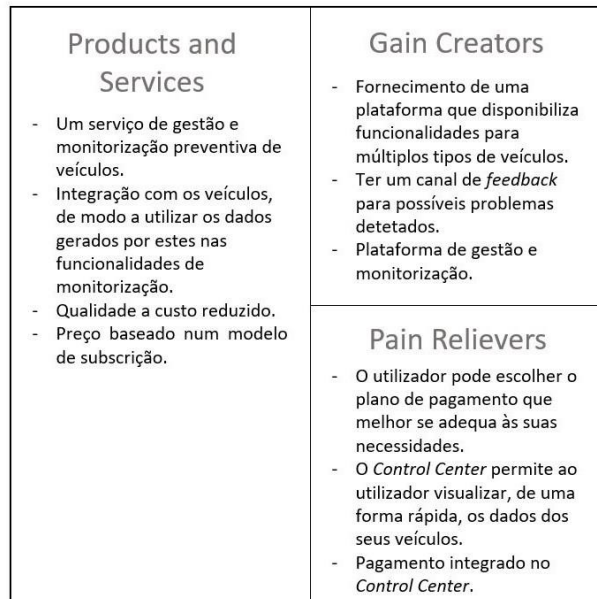 Products and
Services
- Um serviço de gestão e
monitorização preventiva de
veículos.
- Integração com os veículos,
de modo a utilizar os dados
gerados por estes nas
funcionalidades de
monitorização.
- Qualidade a custo reduzido.
- Preço baseado num modelo
de subscrição.
Gain Creators
- Fornecimento de uma
plataforma que disponibiliza
funcionalidades para
múltiplos tipos de veículos.
- Ter um canal de feedback
para possíveis problemas
detetados.
- Plataforma de gestão e
monitorização.
Pain Relievers
- O utilizador pode escolher o
plano de pagamento que
melhor se adequa às suas
necessidades.
- O Control Center permite ao
utilizador visualizar, de uma
forma rápida, os dados dos
seus veículos.
- Pagamento integrado no
Control Center.